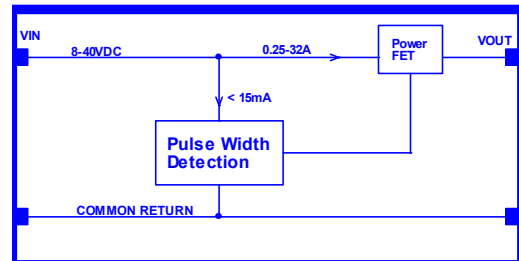 VIN
VOUT
8-40VDC
0.25-32A
Power
FET
< 15mA
Pulse Width
Detection
COMMON RETURN